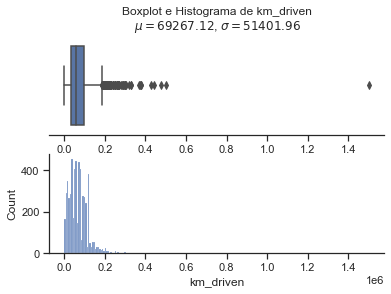 Boxplot e Histograma de km_driven
μ = 69267.12, σ = 51401.96
0.0 0.2 0.4 0.6 0.8 1.0 1.2 1.4
400
200
0
Count
0.0 0.2 0.4 0.6 0.8 1.0 1.2 1.4
1e6
km_driven